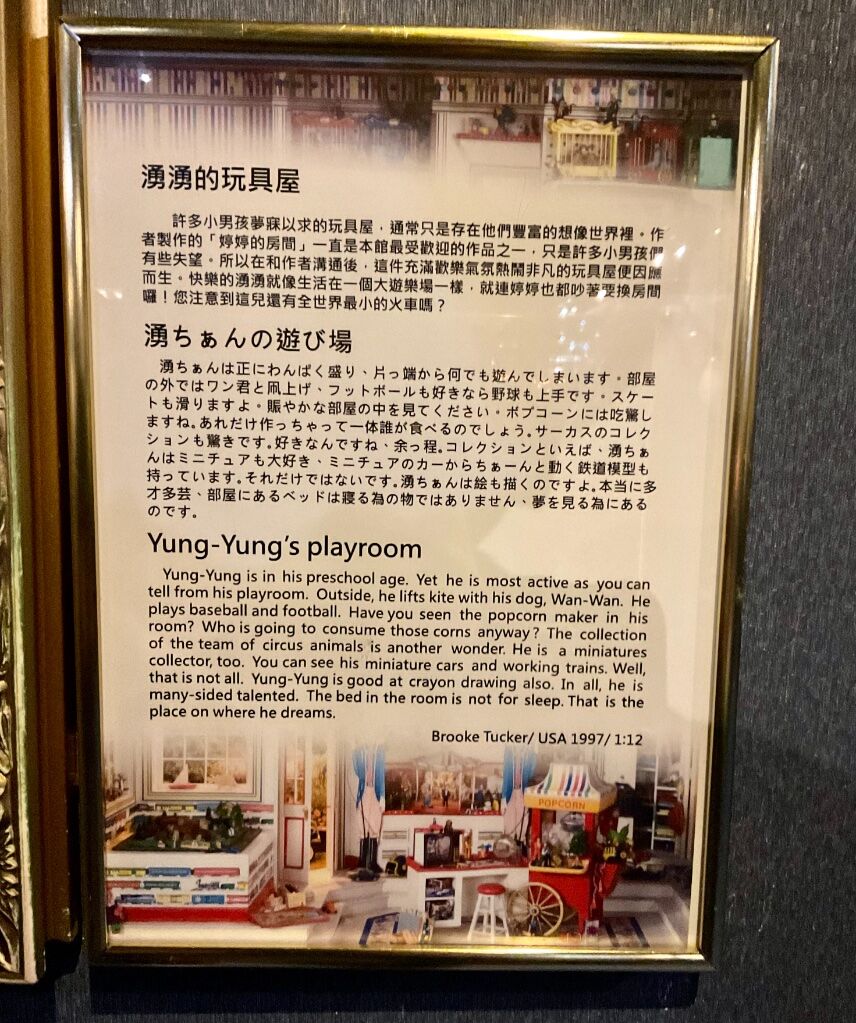 湧湧的玩具屋
許多小男孩夢寐以求的玩具屋，通常只是存在他們豐富的想像世界裡。作
者製作的「婷婷的房間」一直是本館最受歡迎的作品之一，只是許多小男孩們
有些失望。所以在和作者溝通後，這件充滿歡樂氣氛熱鬧非凡的玩具屋便因應
而生。快樂的湧湧就像生活在一個大遊樂場一樣，就連婷婷也都吵著要換房間
囉！您注意到這兒還有全世界最小的火車嗎？
湧ちぁんの遊び場
湧ちぁんは正にわんぱく盛り、片っ端から何でも遊んでしまいます。部屋
の外ではワン君と凧上げ、フットボールも好きなら野球も上手です。スケー
トも滑りますよ。賑やかな部屋の中を見てください。ポプコーンには吃驚し
ますね。あれだけ作っちゃって一体誰が食べるのでしょう。サーカスのコレク
ションも驚きです。好きなんですね、余っ程。コレクションといえば、湧ちぁ
んはミニチュアも大好き、ミニチュアのカーからちぁーんと動く鉄道模型も
持っています。それだけではないです。湧ちぁんは絵も描くのですよ。本当に多
才多芸、部屋にあるベッドは寝る為の物ではありません、夢を見る為にある
のです。
Yung-Yung's playroom
Yung-Yung is in his preschool age. Yet he is most active as you can
tell from his playroom. Outside, he lifts kite with his dog, Wan-Wan. He
plays baseball and football. Have you seen the popcorn maker in his
room? Who is going to consume those corns anyway? The collection
of the team of circus animals is another wonder. He is a miniatures
collector, too. You can see his miniature cars and working trains. Well,
that is not all. Yung-Yung is good at crayon drawing also. In all, he is
many-sided talented. The bed in the room is not for sleep. That is the
place on where he dreams.
Brooke Tucker/ USA 1997/ 1:12
POPCORN